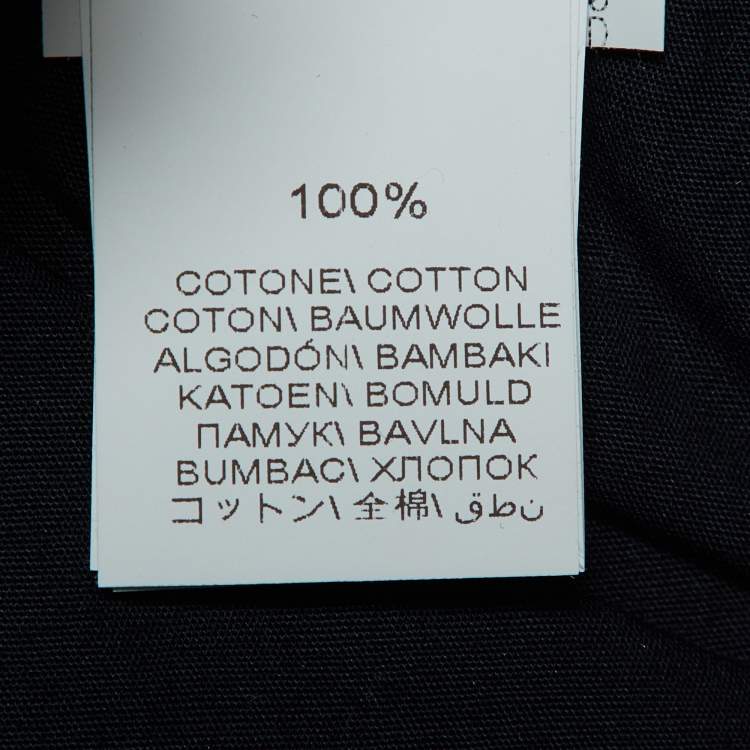 100%
COTONE\ COTTON
COTON\ BAUMWOLLE
ALGODÓN\ BAMBAKI
KATOEN\ BOMULD
ПАМУК\ BAVLNA
BUMBAC\ ХЛОПОК
コットン\ 全棉\ قطن